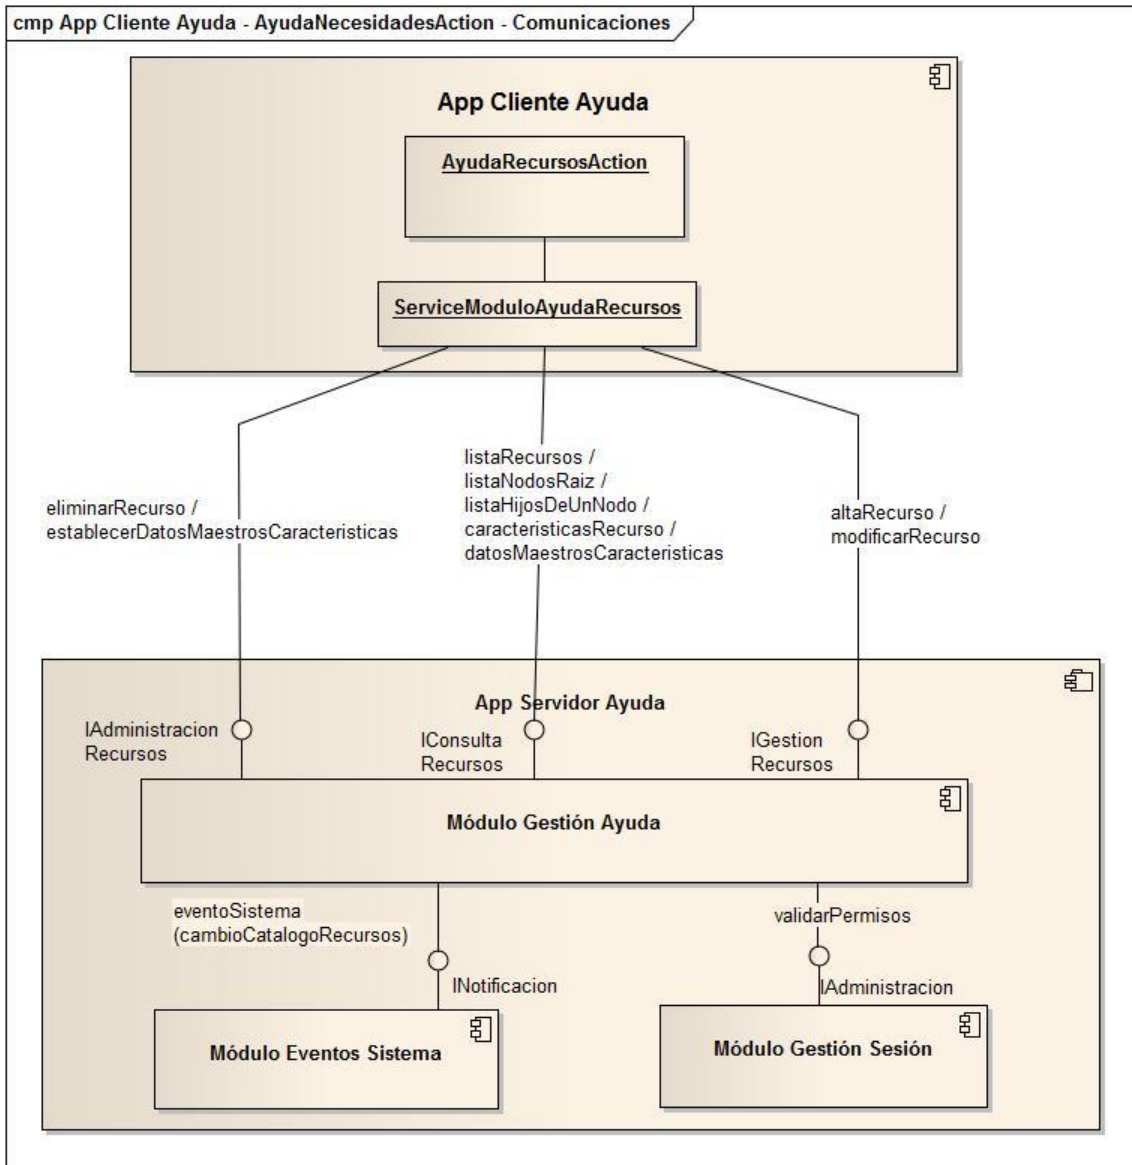 cmp App Cliente Ayuda - AyudaNecesidadesAction - Comunicaciones
App Cliente Ayuda
AyudaRecursosAction
ServiceModuloAyudaRecursos
eliminarRecurso /
establecerDatosMaestrosCaracteristicas
listaRecursos /
listaNodosRaiz /
listaHijosDeUnNodo /
caracteristicasRecurso /
datosMaestrosCaracteristicas
altaRecurso /
modificarRecurso
App Servidor Ayuda
IAdministracion
Recursos
IConsulta
Recursos
IGestion
Recursos
Módulo Gestión Ayuda
eventoSistema
(cambioCatalogoRecursos)
validarPermisos
INotificacion
IAdministracion
Módulo Eventos Sistema
Módulo Gestión Sesión